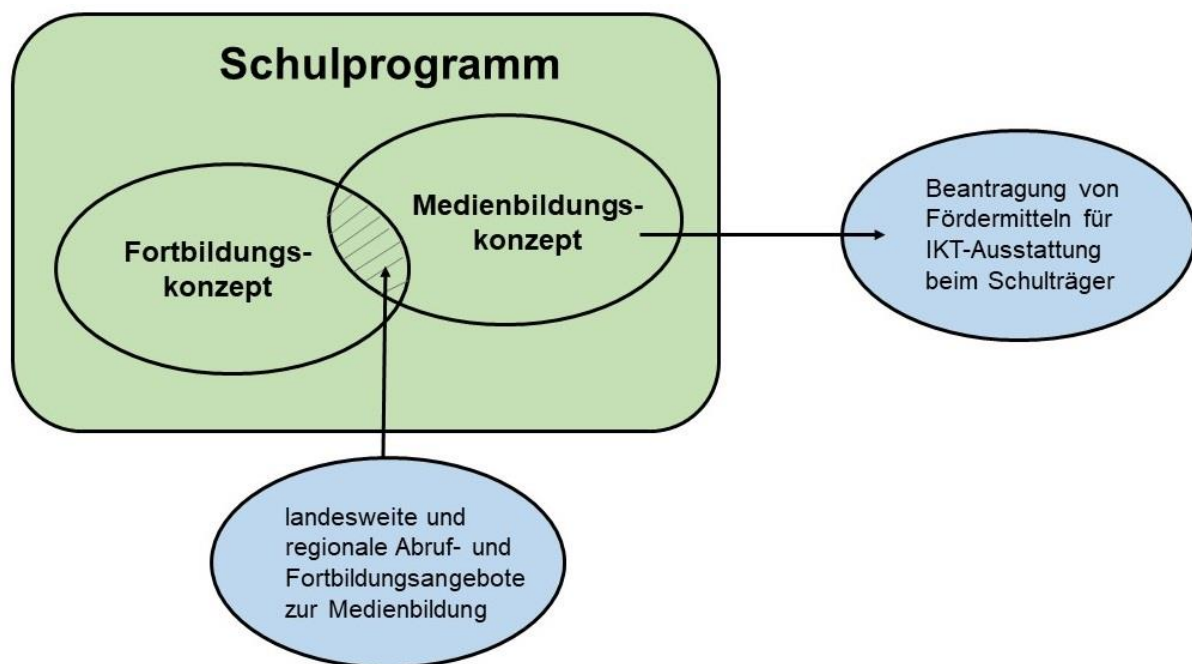 Schulprogramm
Fortbildungs-
konzept
Medienbildungs-
konzept
Beantragung von
Fördermitteln für
IKT-Ausstattung
beim Schulträger
landesweite und
regionale Abruf- und
Fortbildungsangebote
zur Medienbildung